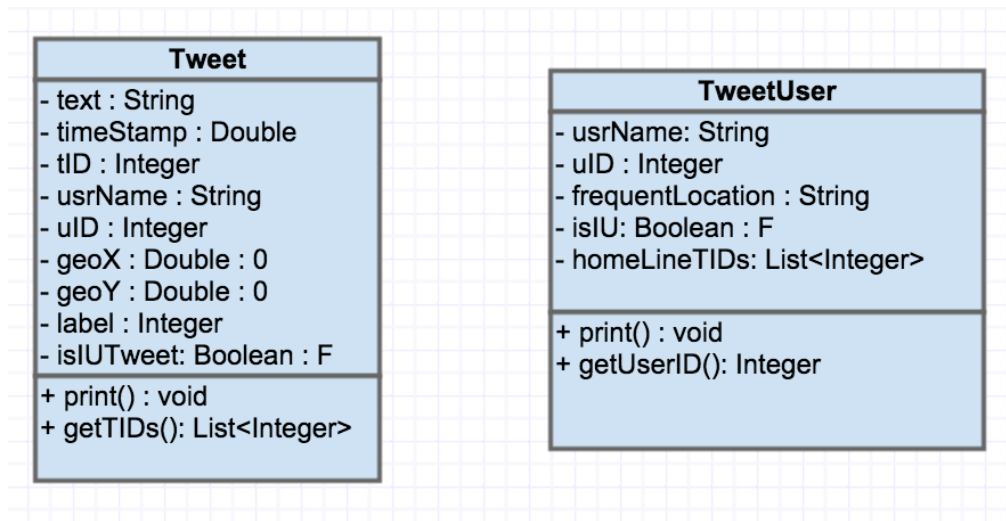 Tweet
- text : String
- timeStamp : Double
- tID : Integer
- usrName : String
- uID : Integer
- geoX : Double : 0
- geoY : Double : 0
- label : Integer
- isIUTweet: Boolean : F
+ print() : void
+ getTIDs(): List<Integer>
TweetUser
- usrName: String
- uID : Integer
- frequentLocation : String
- isIU: Boolean : F
- homeLineTIDs: List<Integer>
+ print() : void
+ getUserID(): Integer